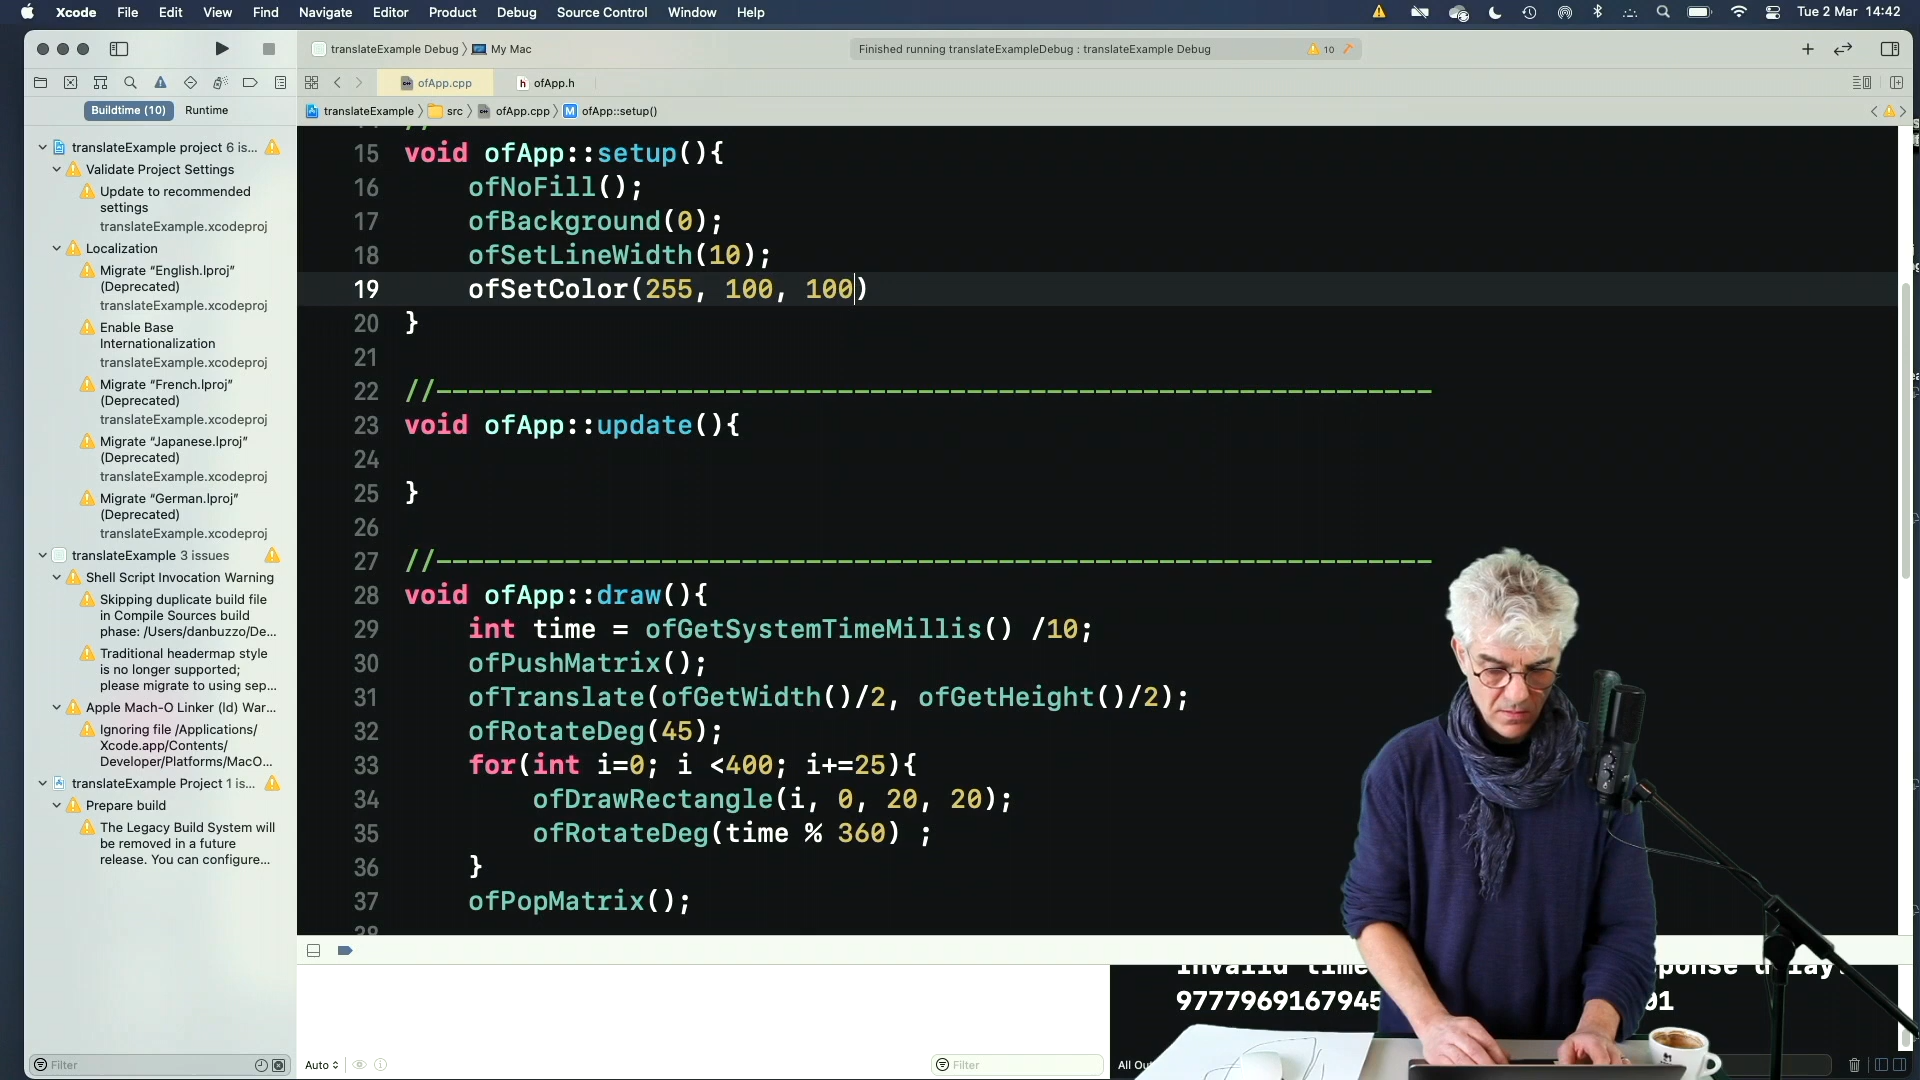 Xcode File Edit View Find Navigate Editor Product Debug Source Control Window Help
Tue 2 Mar 14:42
translateExample Debug 〉 My Mac
Finished running translateExampleDebug : translateExample Debug
10
ofApp.cpp
h ofApp.h
Buildtime (10) Runtime
translateExample 〉 src 〉 ofApp.cpp 〉 M ofApp::setup()
translateExample project 6 is...
Validate Project Settings
Update to recommended
settings
translateExample.xcodeproj
Localization
Migrate “English.lproj”
(Deprecated)
translateExample.xcodeproj
Enable Base
Internationalization
translateExample.xcodeproj
Migrate “French.lproj”
(Deprecated)
translateExample.xcodeproj
Migrate “Japanese.lproj”
(Deprecated)
translateExample.xcodeproj
Migrate “German.lproj”
(Deprecated)
translateExample.xcodeproj
translateExample 3 issues
Shell Script Invocation Warning
Skipping duplicate build file
in Compile Sources build
phase: /Users/danbuzzo/De...
Traditional headermap style
is no longer supported;
please migrate to using sep...
Apple Mach-O Linker (ld) War...
Ignoring file /Applications/
Xcode.app/Contents/
Developer/Platforms/MacO...
translateExample Project 1 is...
Prepare build
The Legacy Build System will
be removed in a future
release. You can configure...
Filter
15 void ofApp::setup(){
16 ofNoFill();
17 ofBackground(0);
18 ofSetLineWidth(10);
19 ofSetColor(255, 100, 100)
20 }
21
22 //--------------------------------------------------------------
23 void ofApp::update(){
24
25 }
26
27 //--------------------------------------------------------------
28 void ofApp::draw(){
29 int time = ofGetSystemTimeMillis() /10;
30 ofPushMatrix();
31 ofTranslate(ofGetWidth()/2, ofGetHeight()/2);
32 ofRotateDeg(45);
33 for(int i=0; i <400; i+=25){
34 ofDrawRectangle(i, 0, 20, 20);
35 ofRotateDeg(time % 360) ;
36 }
37 ofPopMatrix();
38
Auto
Filter
Invalid time
9777969167945
01
All Ou